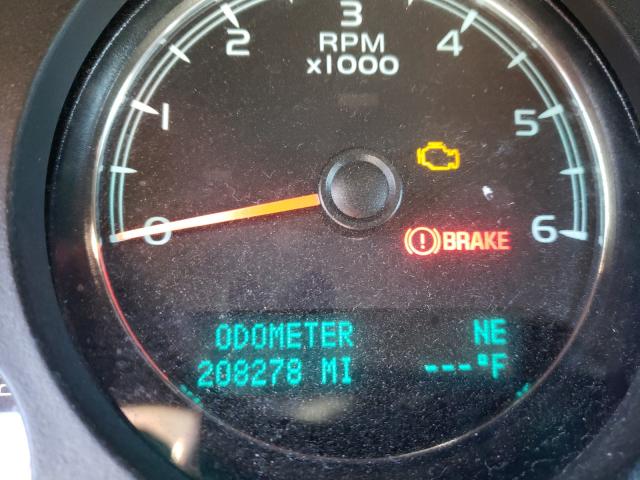 3
2
4
RPM
x1000
1
5
0
6
(!) BRAKE
ODOMETER NE
208278 MI ---°F